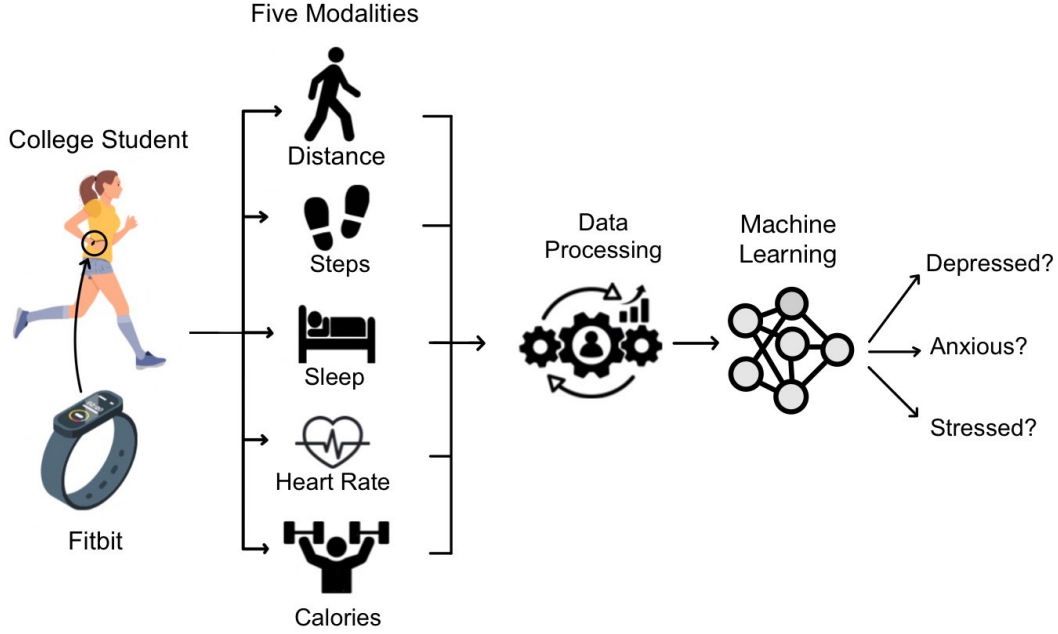 Five Modalities
College Student
Fitbit
Distance
Steps
Sleep
Heart Rate
Calories
Data
Processing
Machine
Learning
Depressed?
Anxious?
Stressed?